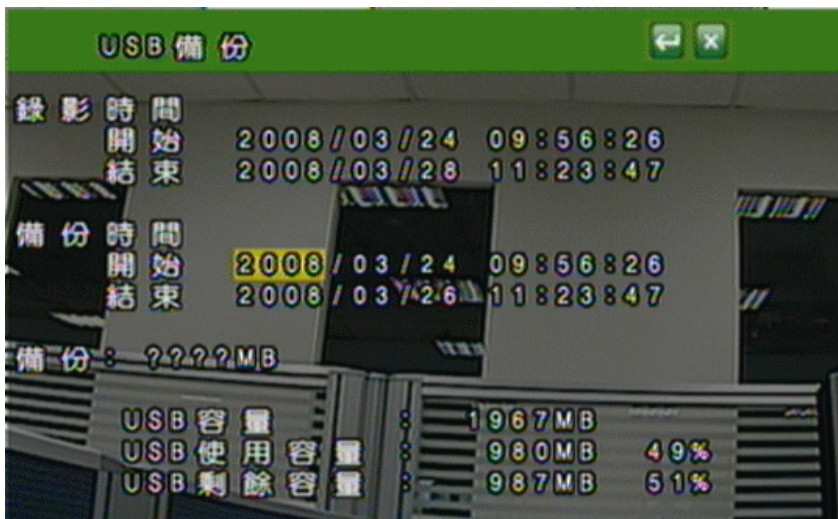 USB備份
錄影時間
開始 2008/03/24 09:56:26
結束 2008/03/28 11:23:47
備份時間
開始 2008/03/24 09:56:26
結束 2008/03/26 11:23:47
備份: ????MB
USB容量 : 1967MB
USB使用容量 : 980MB 49%
USB剩餘容量 : 987MB 51%